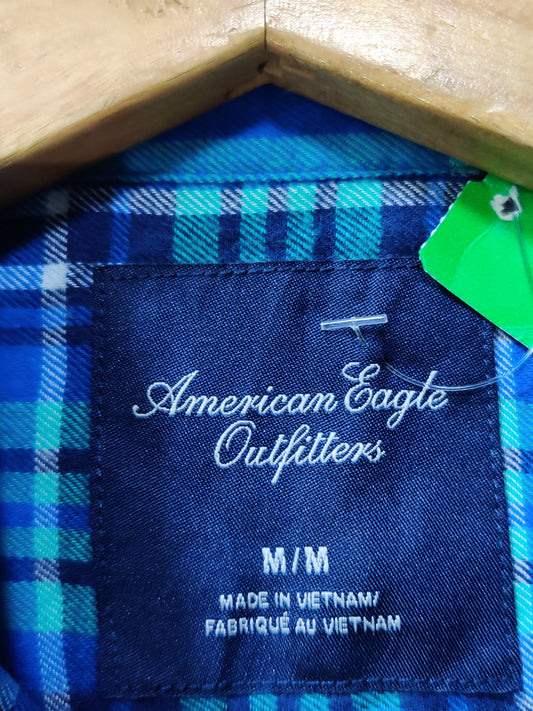 American Eagle
Outfitters
M/M
MADE IN VIETNAM/
FABRIQUÉ AU VIETNAM